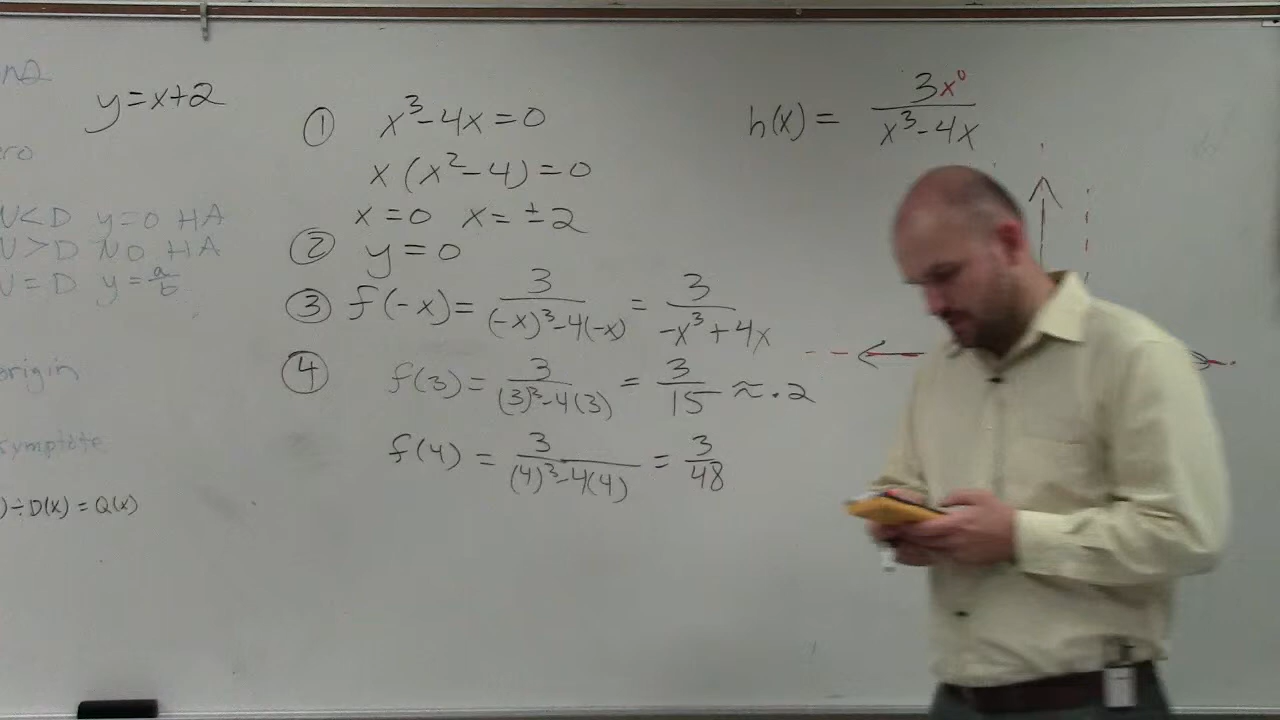 y=x+2
① x³-4x=0
x(x²-4)=0
x=0 x=±2
② y=0
③ f(-x)= 3/((-x)³-4(-x)) = 3/(-x³+4x)
④ f(3)= 3/((3)³-4(3)) = 3/15 ≈ .2
f(4) = 3/((4)³-4(4)) = 3/48
h(x)= 3x⁰/(x³-4x)
N<D y=0 HA
N>D NO HA
N=D y=a/b
origin
)÷D(x)=Q(x)